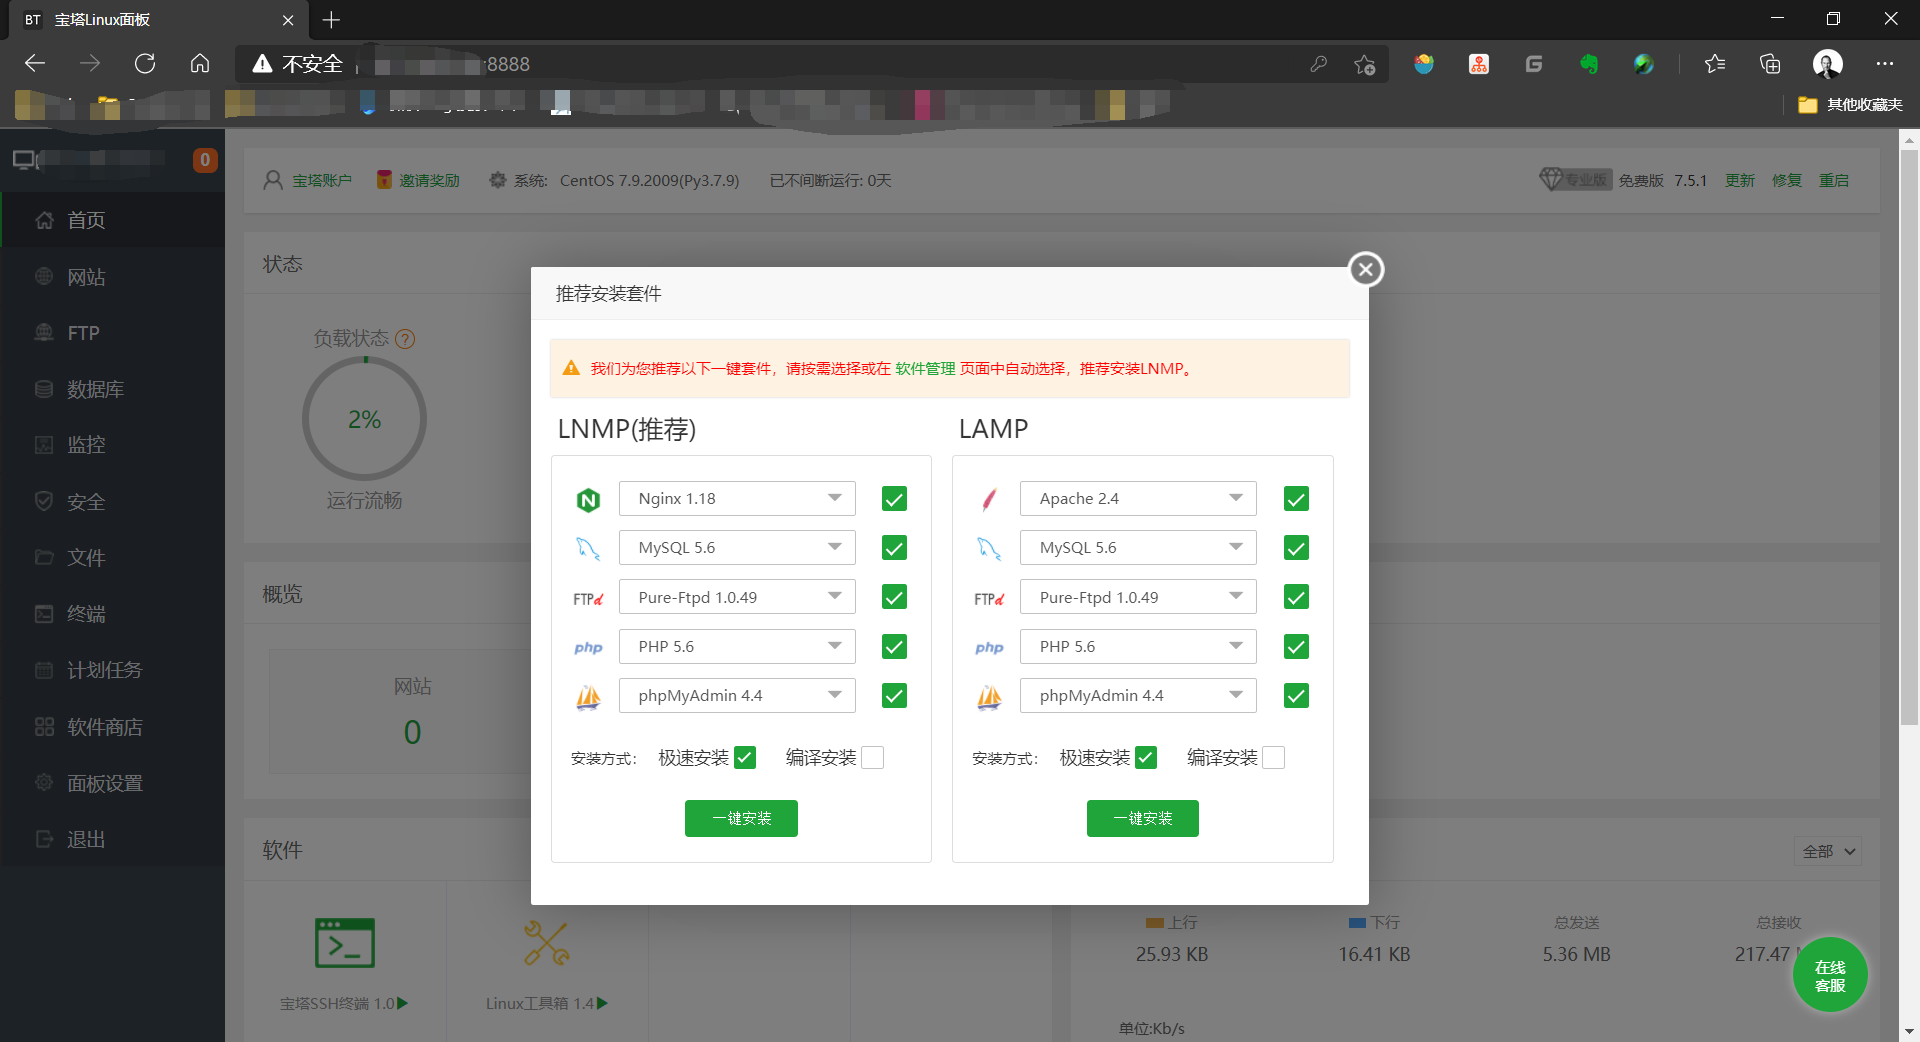 BT 宝塔Linux面板
不安全 :8888
其他收藏夹
0
首页
网站
FTP
数据库
监控
安全
文件
终端
计划任务
软件商店
面板设置
退出
宝塔账户 邀请奖励 系统: CentOS 7.9.2009(Py3.7.9) 已不间断运行: 0天 专业版 免费版 7.5.1 更新 修复 重启
状态
负载状态 ?
2%
运行流畅
概览
网站
0
软件
宝塔SSH终端 1.0
Linux工具箱 1.4
推荐安装套件
我们为您推荐以下一键套件，请按需选择或在 软件管理 页面中自动选择，推荐安装LNMP。
LNMP(推荐)
Nginx 1.18
MySQL 5.6
FTPd Pure-Ftpd 1.0.49
php PHP 5.6
phpMyAdmin 4.4
安装方式： 极速安装 编译安装
一键安装
LAMP
Apache 2.4
MySQL 5.6
FTPd Pure-Ftpd 1.0.49
php PHP 5.6
phpMyAdmin 4.4
安装方式： 极速安装 编译安装
一键安装
全部
上行 下行 总发送 总接收
25.93 KB 16.41 KB 5.36 MB 217.47
单位:Kb/s
在线
客服